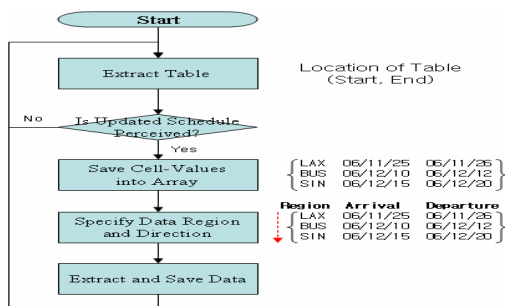 Start
Extract Table
Location of Table
(Start, End)
No
Is Updated Schedule
Perceived?
Yes
Save Cell-Values
into Array
LAX 06/11/25 06/11/26
BUS 06/12/10 06/12/12
SIN 06/12/15 06/12/20
Specify Data Region
and Direction
Region Arrival Departure
LAX 06/11/25 06/11/26
BUS 06/12/10 06/12/12
SIN 06/12/15 06/12/20
Extract and Save Data